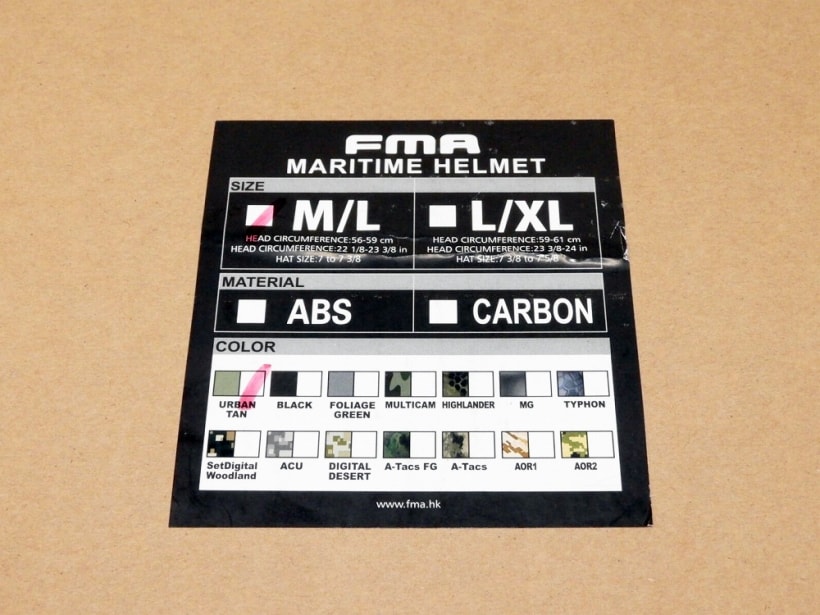 FMA
MARITIME HELMET
SIZE
M/L
HEAD CIRCUMFERENCE:56-59 cm
HEAD CIRCUMFERENCE:22 1/8-23 3/8 in
HAT SIZE:7 to 7 3/8
L/XL
HEAD CIRCUMFERENCE:59-61 cm
HEAD CIRCUMFERENCE:23 3/8-24 in
HAT SIZE:7 3/8 to 7 5/8
MATERIAL
ABS
CARBON
COLOR
URBAN
TAN
BLACK
FOLIAGE
GREEN
MULTICAM
HIGHLANDER
MG
TYPHON
SetDigital
Woodland
ACU
DIGITAL
DESERT
A-Tacs FG
A-Tacs
AOR1
AOR2
www.fma.hk